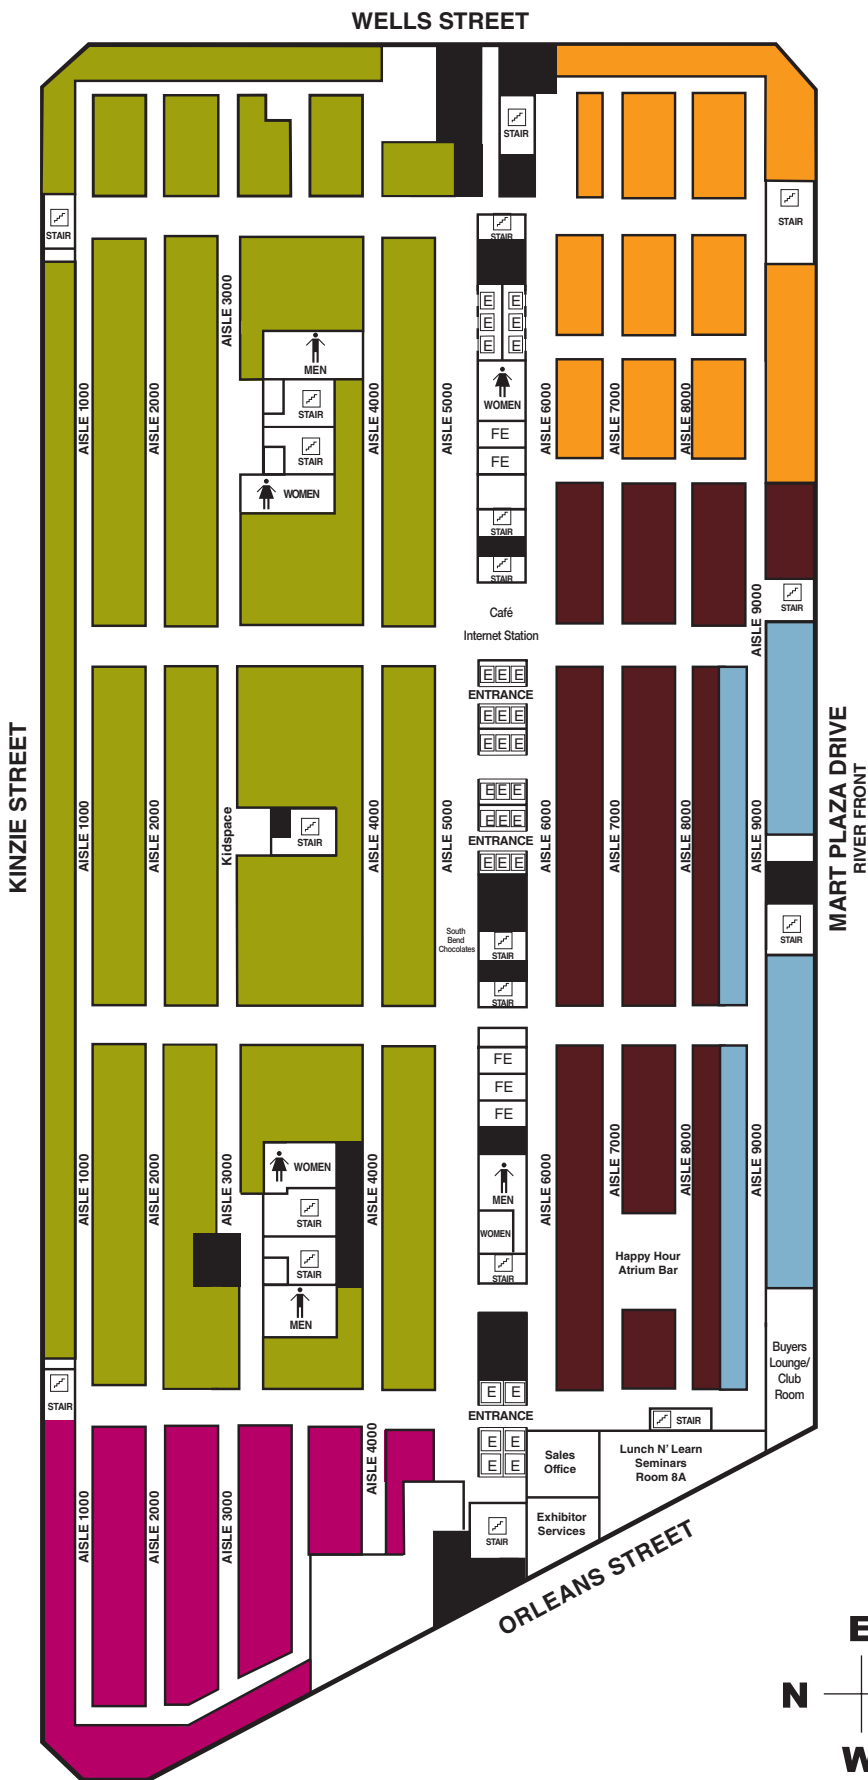 WELLS STREET
STAIR
STAIR
STAIR
STAIR
AISLE 3000
E E
E E
E E
MEN
WOMEN
STAIR
AISLE 1000
AISLE 2000
AISLE 4000
AISLE 5000
AISLE 6000
AISLE 7000
AISLE 8000
FE
STAIR
FE
WOMEN
STAIR
STAIR
STAIR
AISLE 9000
Café
Internet Station
EEE
ENTRANCE
EEE
EEE
KINZIE STREET
MART PLAZA DRIVE
RIVER FRONT
EEE
EEE
AISLE 1000
AISLE 2000
Kidspace
STAIR
AISLE 4000
AISLE 5000
ENTRANCE
AISLE 6000
AISLE 7000
AISLE 8000
AISLE 9000
EEE
South
Bend
Chocolates
STAIR
STAIR
STAIR
FE
FE
FE
AISLE 1000
AISLE 2000
AISLE 3000
WOMEN
AISLE 4000
AISLE 6000
AISLE 7000
AISLE 8000
AISLE 9000
MEN
STAIR
WOMEN
STAIR
STAIR
Happy Hour
Atrium Bar
MEN
Buyers
Lounge/
Club
Room
STAIR
E E
ENTRANCE
STAIR
E E
E E
AISLE 4000
Sales
Office
Lunch N' Learn
Seminars
Room 8A
AISLE 1000
AISLE 2000
AISLE 3000
STAIR
Exhibitor
Services
ORLEANS STREET
E
N
W